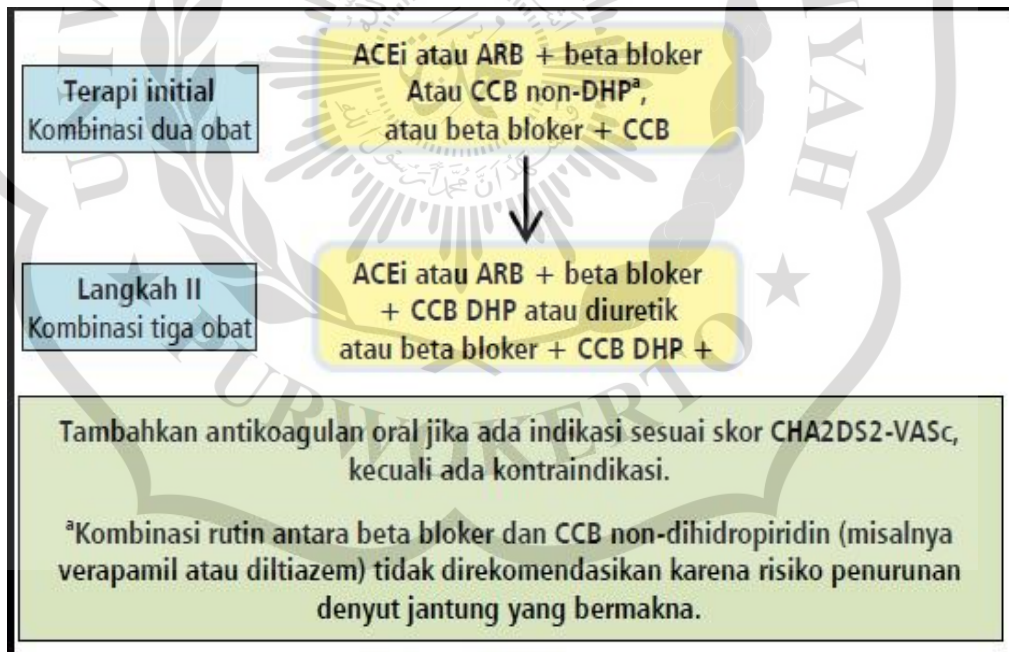 Terapi initial
Kombinasi dua obat
ACEi atau ARB + beta bloker
Atau CCB non-DHPᵃ,
atau beta bloker + CCB
Langkah II
Kombinasi tiga obat
ACEi atau ARB + beta bloker
+ CCB DHP atau diuretik
atau beta bloker + CCB DHP +
Tambahkan antikoagulan oral jika ada indikasi sesuai skor CHA2DS2-VASc,
kecuali ada kontraindikasi.
ᵃKombinasi rutin antara beta bloker dan CCB non-dihidropiridin (misalnya
verapamil atau diltiazem) tidak direkomendasikan karena risiko penurunan
denyut jantung yang bermakna.
PURWOKERTO